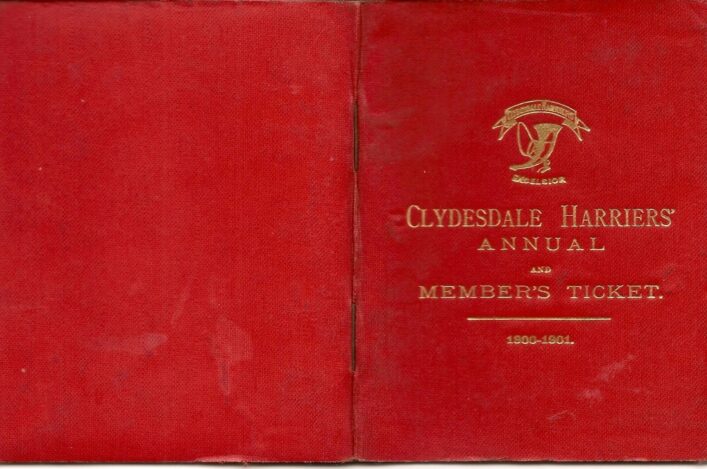 EXCELSIOR
CLYDESDALE HARRIERS'
ANNUAL
AND
MEMBER'S TICKET.
1900-1901.